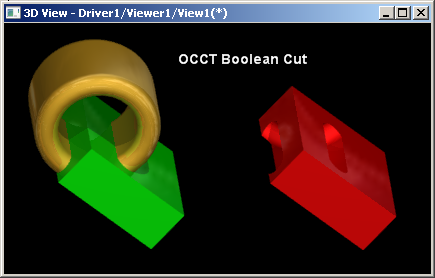 3D View - Driver1/Viewer1/View1(*)
OCCT Boolean Cut